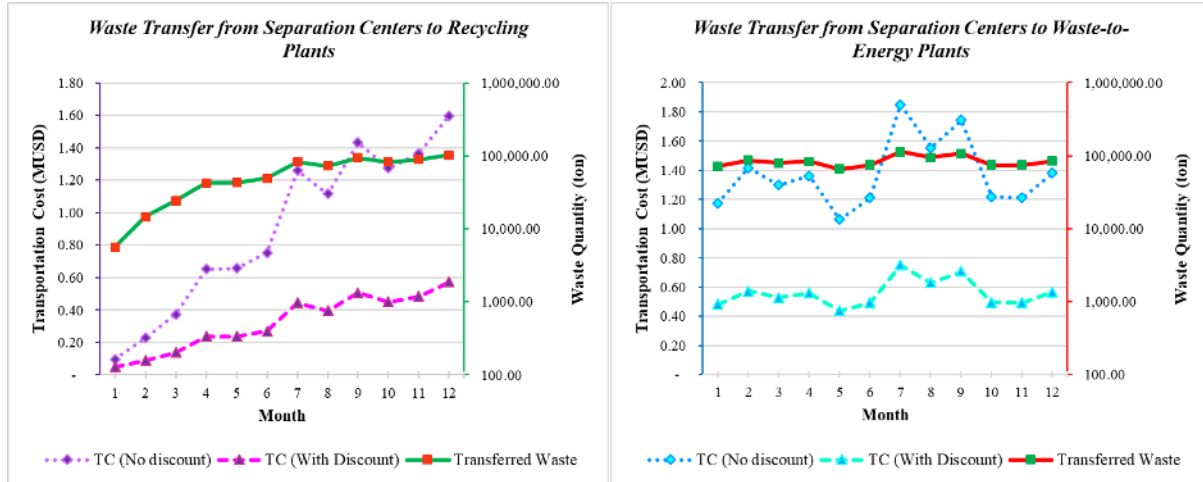 Waste Transfer from Separation Centers to Recycling
Plants
Transportation Cost (MUSD)
1.80
1.60
1.40
1.20
1.00
0.80
0.60
0.40
0.20
-
1,000,000.00
100,000.00
10,000.00
1,000.00
100.00
Waste Quantity (ton)
1 2 3 4 5 6 7 8 9 10 11 12
Month
TC (No discount) TC (With Discount) Transferred Waste
Waste Transfer from Separation Centers to Waste-to-
Energy Plants
Transportation Cost (MUSD)
2.00
1.80
1.60
1.40
1.20
1.00
0.80
0.60
0.40
0.20
-
1,000,000.00
100,000.00
10,000.00
1,000.00
100.00
Waste Quantity (ton)
1 2 3 4 5 6 7 8 9 10 11 12
Month
TC (No discount) TC (With Discount) Transferred Waste